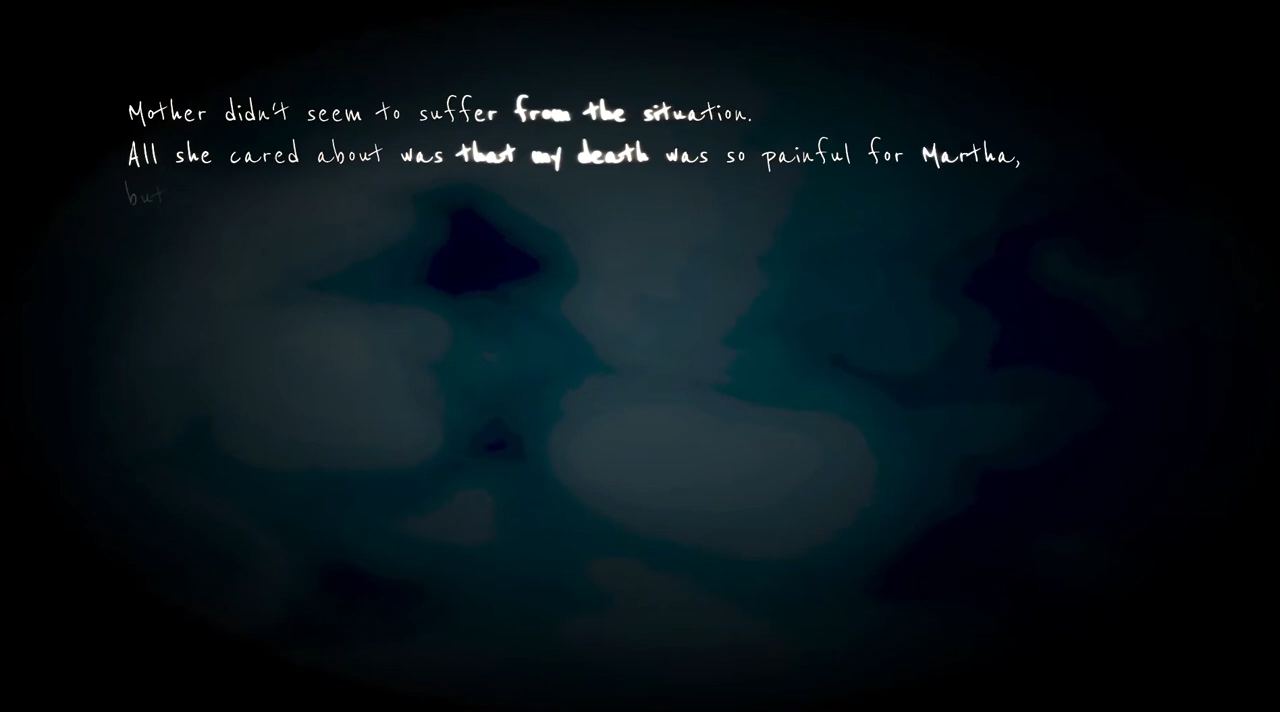 Mother didn't seem to suffer from the situation.
All she cared about was that my death was so painful for Martha,
but